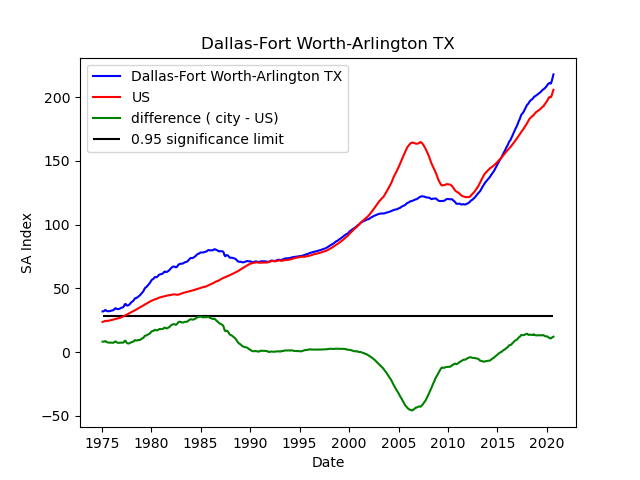 Dallas-Fort Worth-Arlington TX
Dallas-Fort Worth-Arlington TX
US
difference ( city - US)
0.95 significance limit
SA Index
200
150
100
50
0
−50
1975 1980 1985 1990 1995 2000 2005 2010 2015 2020
Date